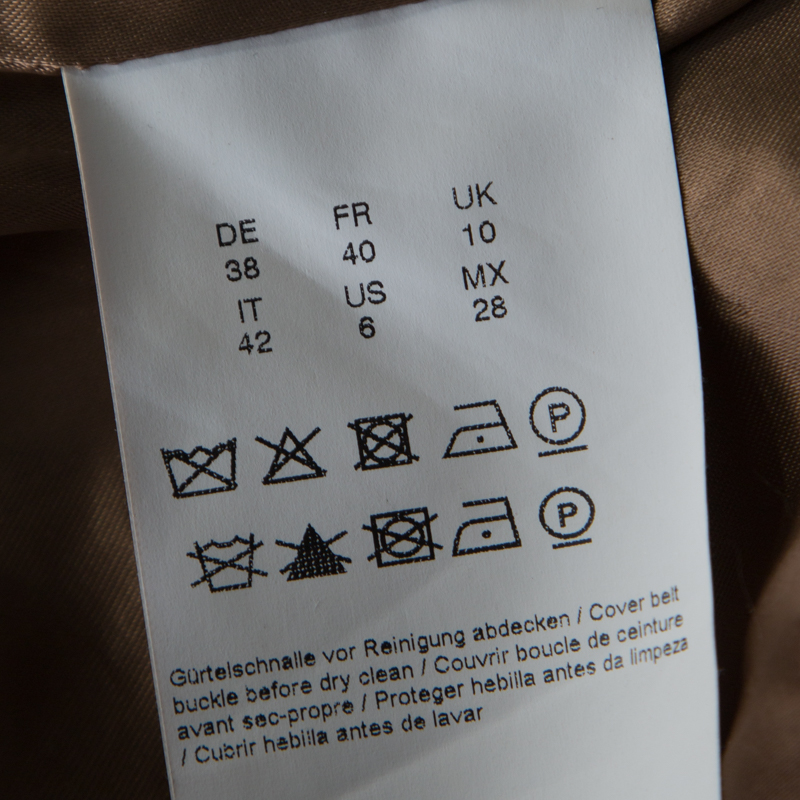 DE FR UK
38 40 10
IT US MX
42 6 28
P
P
Gürtelschnalle vor Reinigung abdecken / Cover belt
buckle before dry clean / Couvrir boucle de ceinture
avant sec-propre / Proteger hebilla antes da limpeza
/ Cubrir hebilla antes de lavar